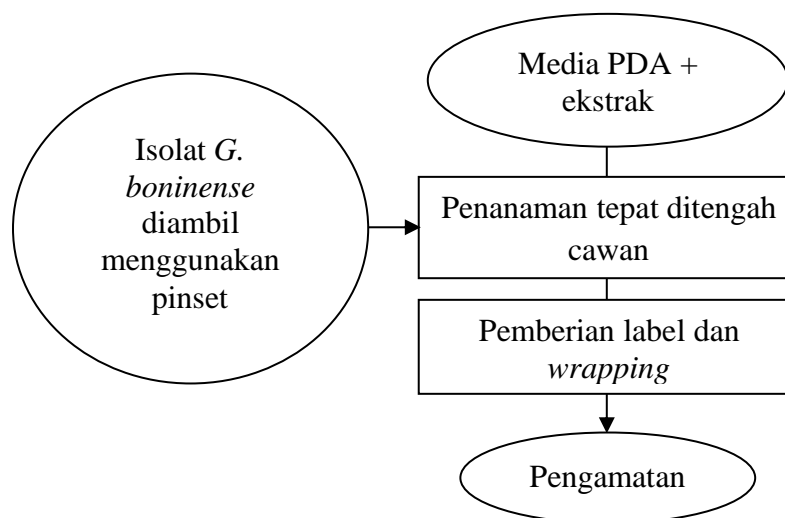 Media PDA +
ekstrak
Isolat G.
boninense
diambil
menggunakan
pinset
Penanaman tepat ditengah
cawan
Pemberian label dan
wrapping
Pengamatan